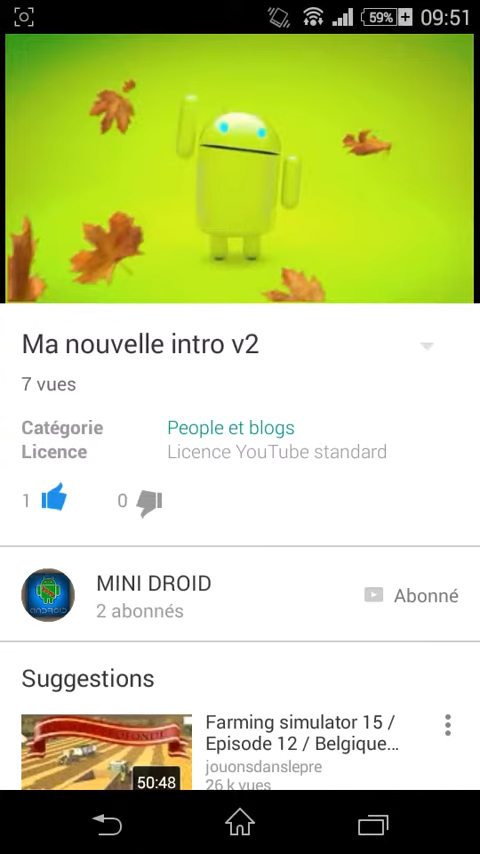 59% 09:51
Ma nouvelle intro v2
7 vues
Catégorie People et blogs
Licence Licence YouTube standard
1 0
MINI DROID
ANDROID
2 abonnés
Abonné
Suggestions
Farming simulator 15 /
Episode 12 / Belgique...
jouonsdanslepre
26 k vues
50:48